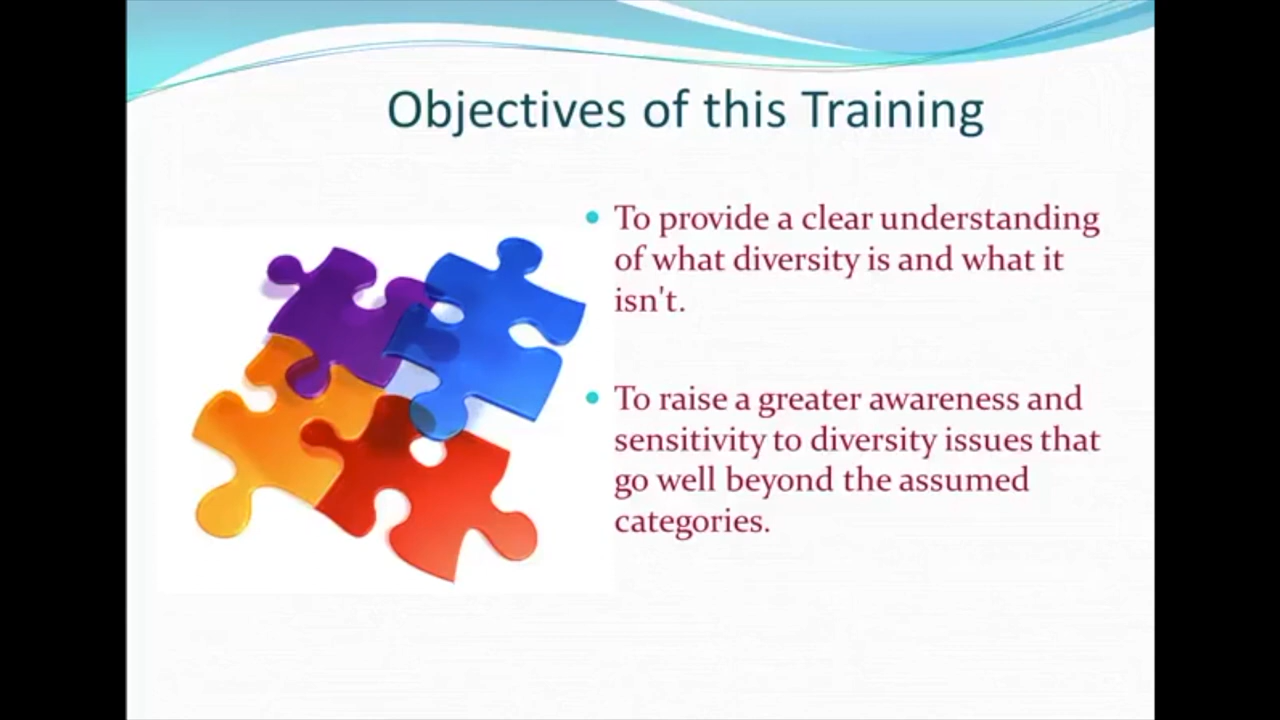 Objectives of this Training
To provide a clear understanding
of what diversity is and what it
isn't.
To raise a greater awareness and
sensitivity to diversity issues that
go well beyond the assumed
categories.